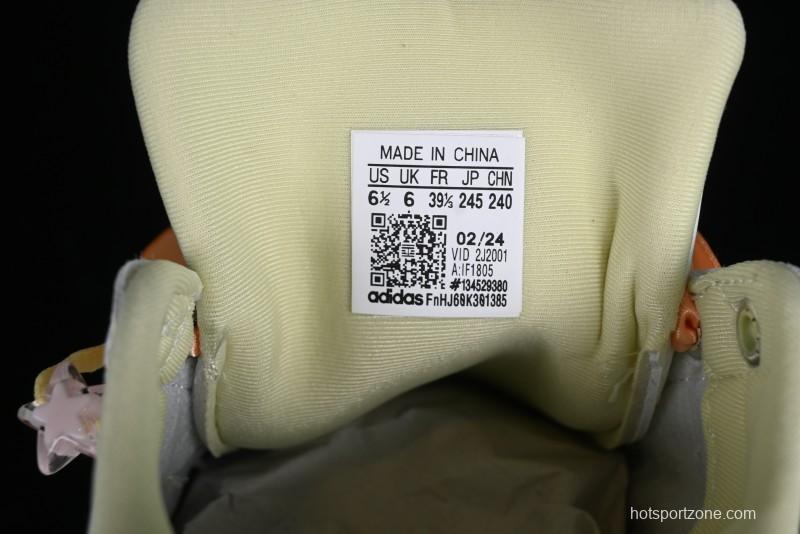 MADE IN CHINA
US UK FR JP CHN
6½ 6 39⅓ 245 240
02/24
VID 2J2001
A:IF1805
#134529380
adidas FnHJ60K301385
hotsportzone.com